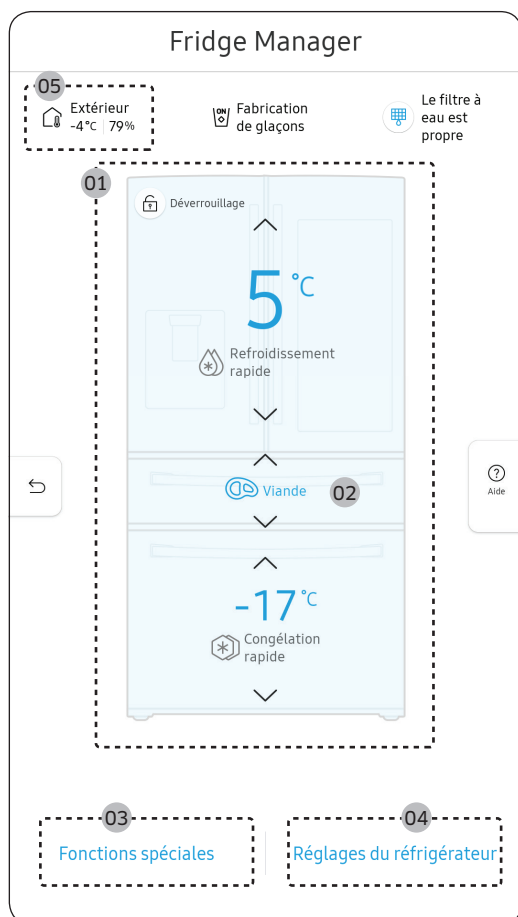 Fridge Manager
05
Extérieur
-4°C | 79%
ON
Fabrication
de glaçons
Le filtre à
eau est
propre
01
Déverrouillage
5°C
Refroidissement
rapide
Viande
02
Aide
-17°C
Congélation
rapide
03
Fonctions spéciales
04
Réglages du réfrigérateur